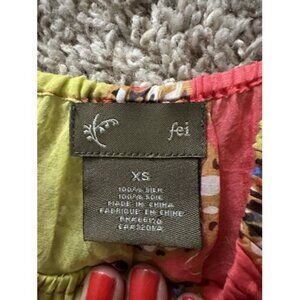 fei
XS
100% SILK
100% SOIE
MADE IN CHINA
FABRIQUE EN CHINE